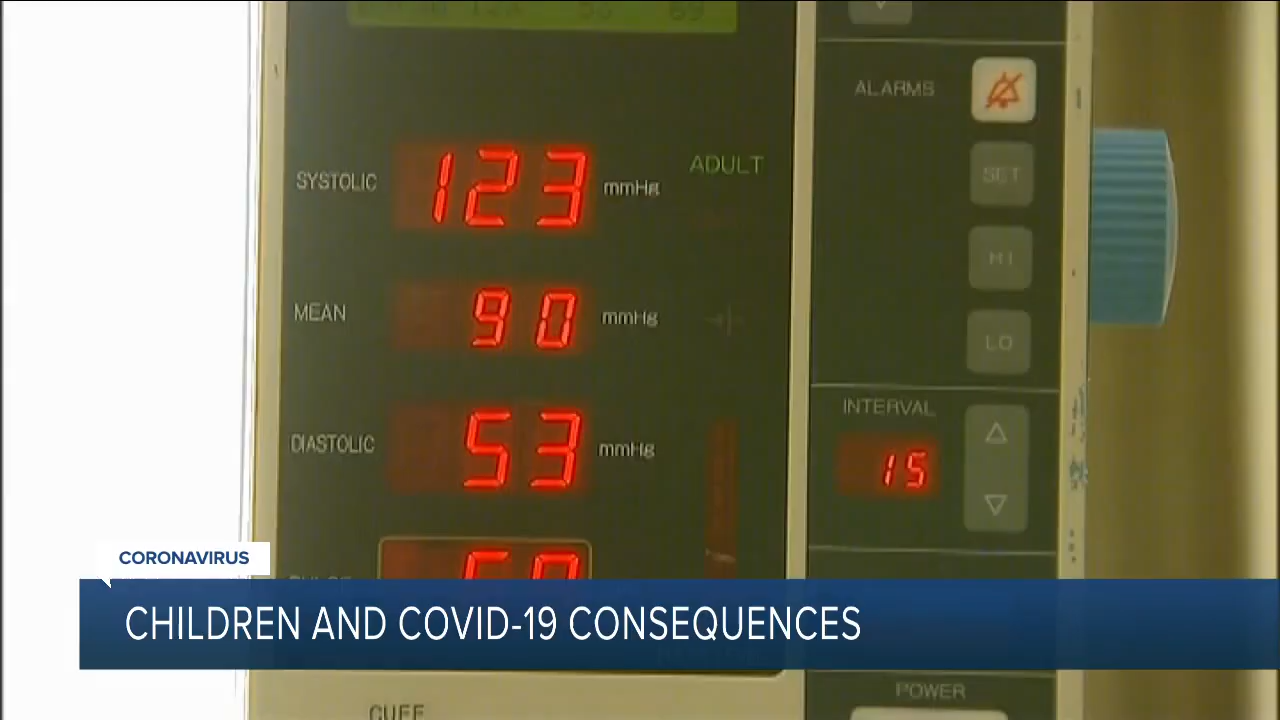 ALARMS
SYSTOLIC 123 mmHg
ADULT
SET
HI
MEAN 90 mmHg
LO
INTERVAL
DIASTOLIC 53 mmHg
15
CORONAVIRUS
CHILDREN AND COVID-19 CONSEQUENCES
POWER
CUFF